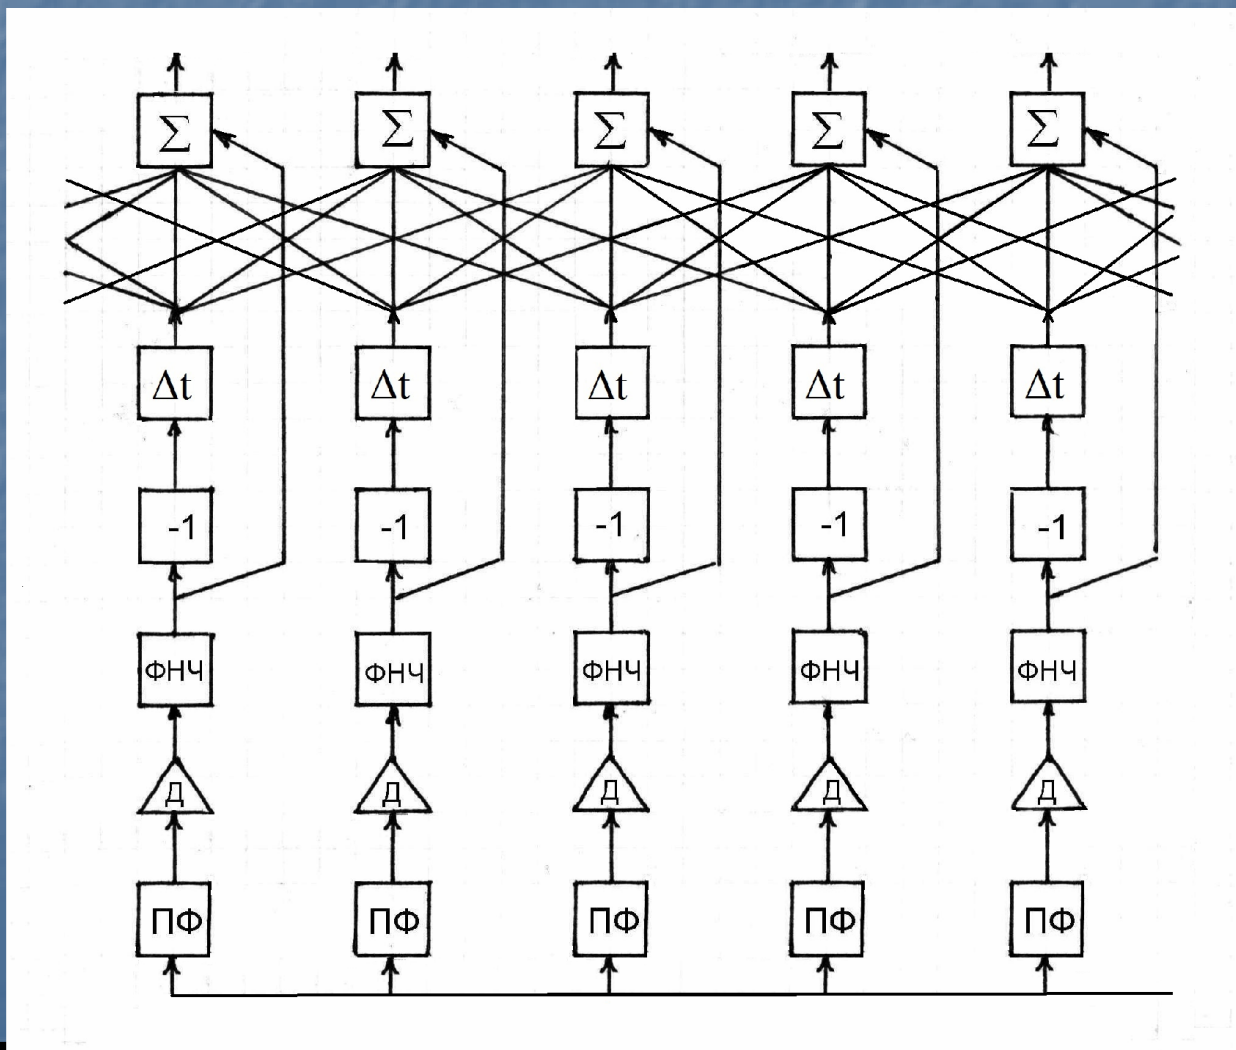 Σ Σ Σ Σ Σ
Δt Δt Δt Δt Δt
-1 -1 -1 -1 -1
ФНЧ ФНЧ ФНЧ ФНЧ ФНЧ
Д Д Д Д Д
ПФ ПФ ПФ ПФ ПФ